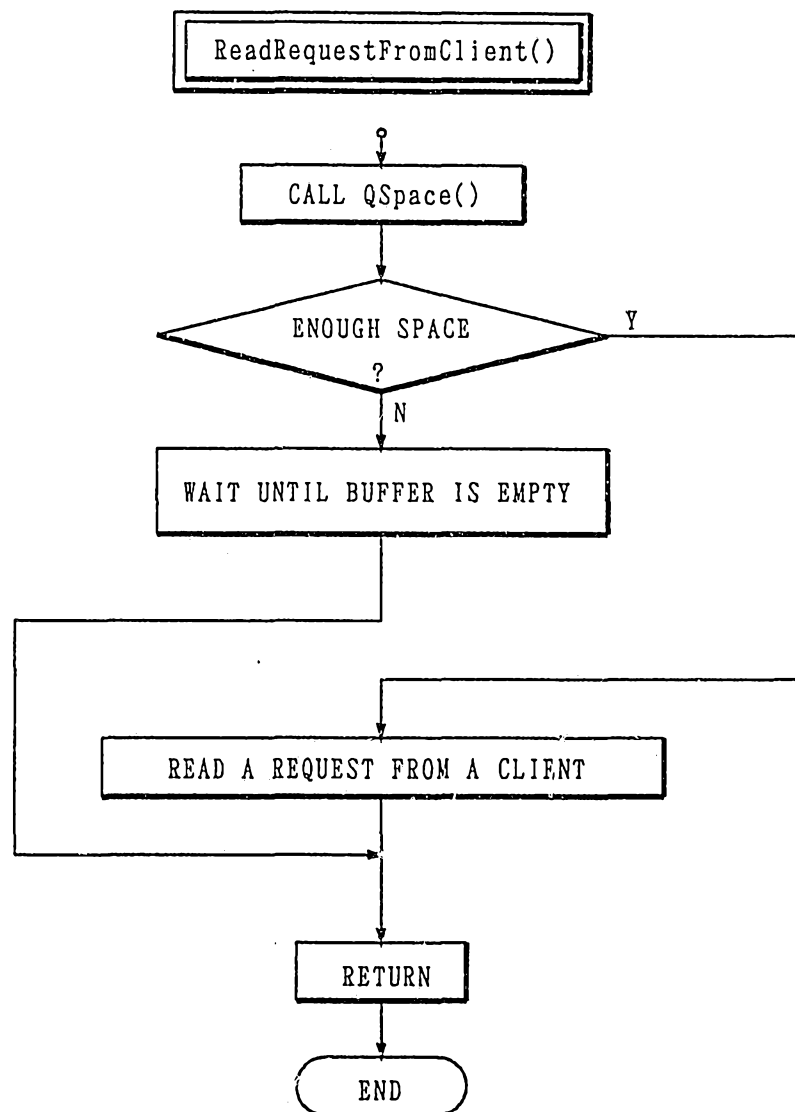 ReadRequestFromClient()
CALL QSpace()
ENOUGH SPACE
?
Y
N
WAIT UNTIL BUFFER IS EMPTY
READ A REQUEST FROM A CLIENT
RETURN
END